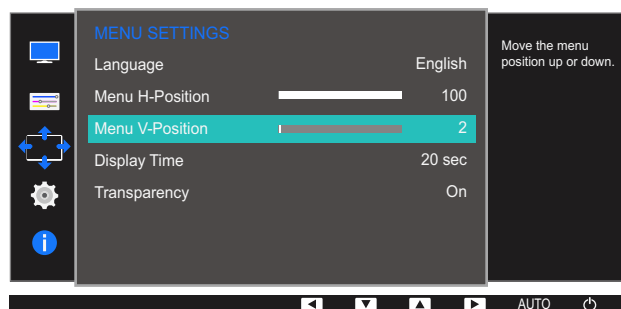 MENU SETTINGS
Language English
Menu H-Position 100
Menu V-Position 2
Display Time 20 sec
Transparency On
Move the menu
position up or down.
AUTO